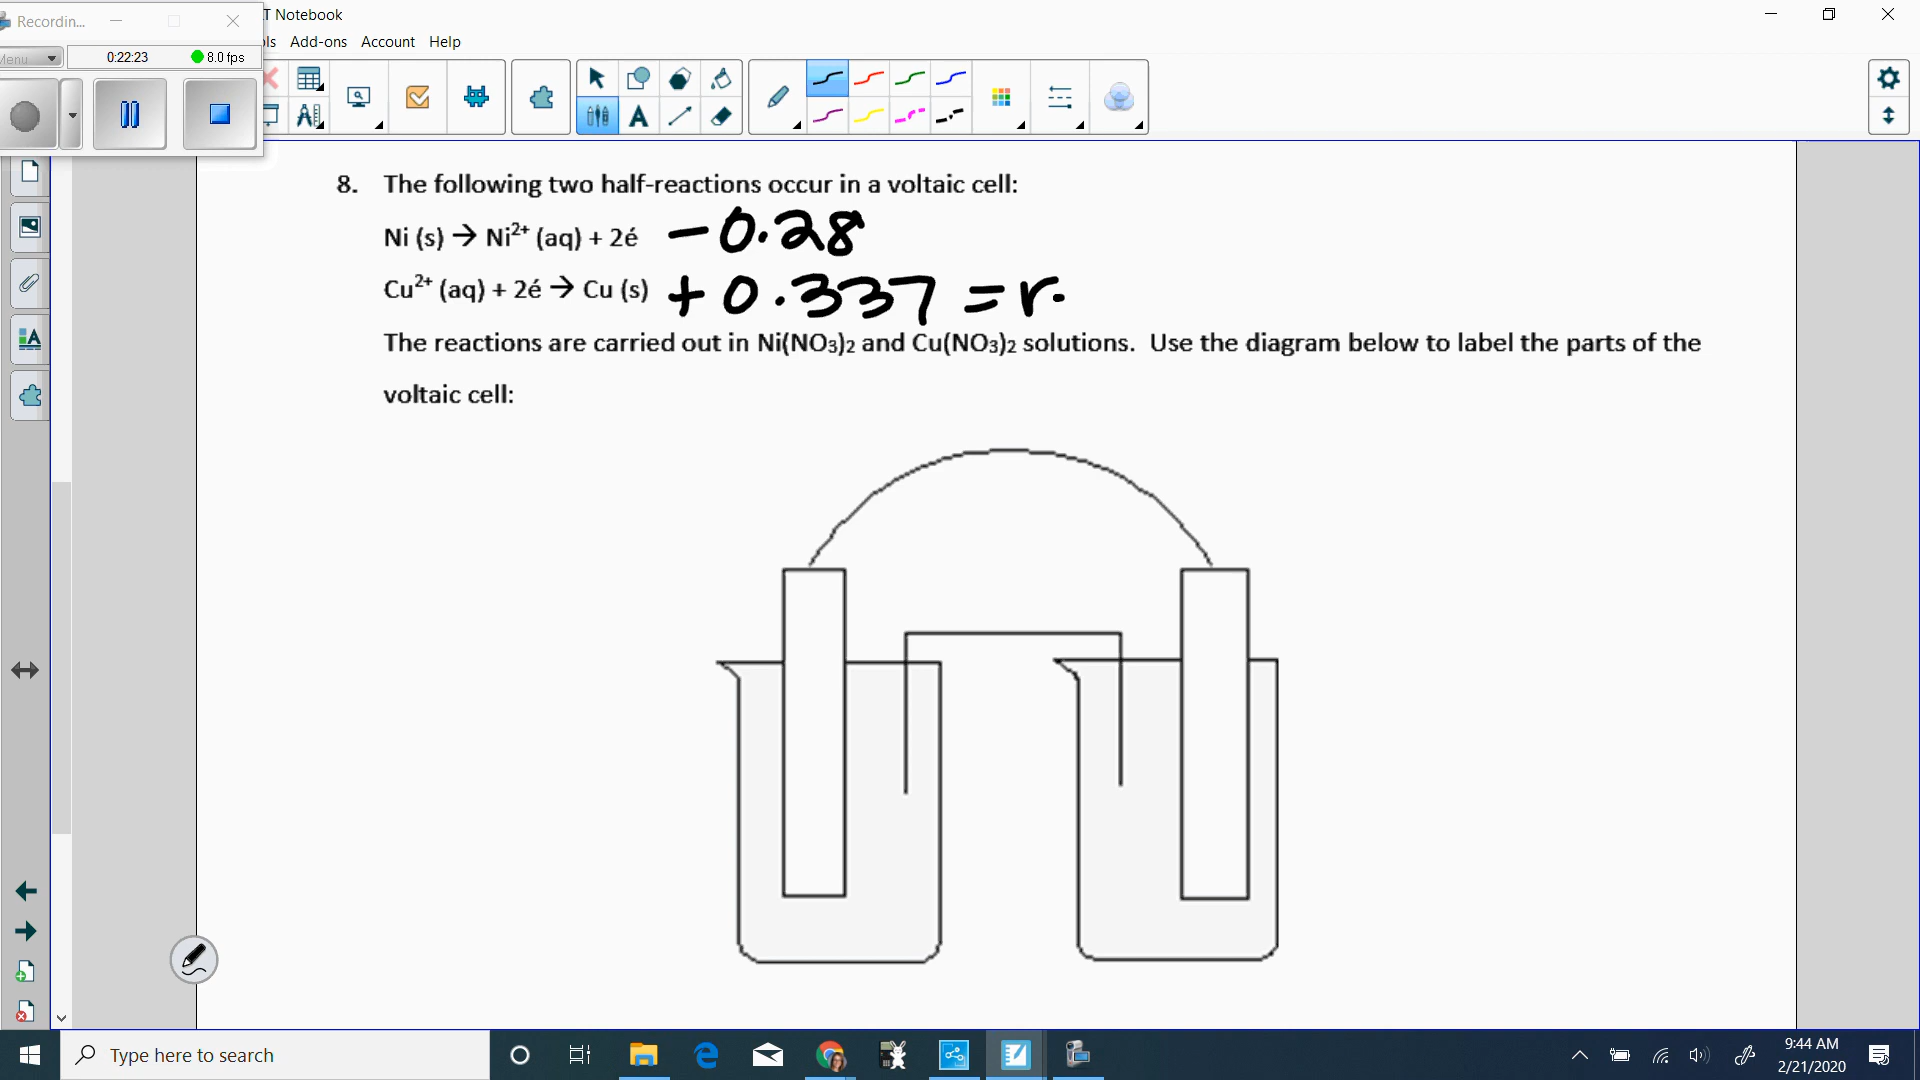 Recordin...
T Notebook
Menu
0:22:23
8.0 fps
ls Add-ons Account Help
8. The following two half-reactions occur in a voltaic cell:
Ni (s) → Ni²⁺ (aq) + 2é -0.28
Cu²⁺ (aq) + 2é → Cu (s) +0.337 = r.
The reactions are carried out in Ni(NO₃)₂ and Cu(NO₃)₂ solutions. Use the diagram below to label the parts of the
voltaic cell:
Type here to search
9:44 AM
2/21/2020